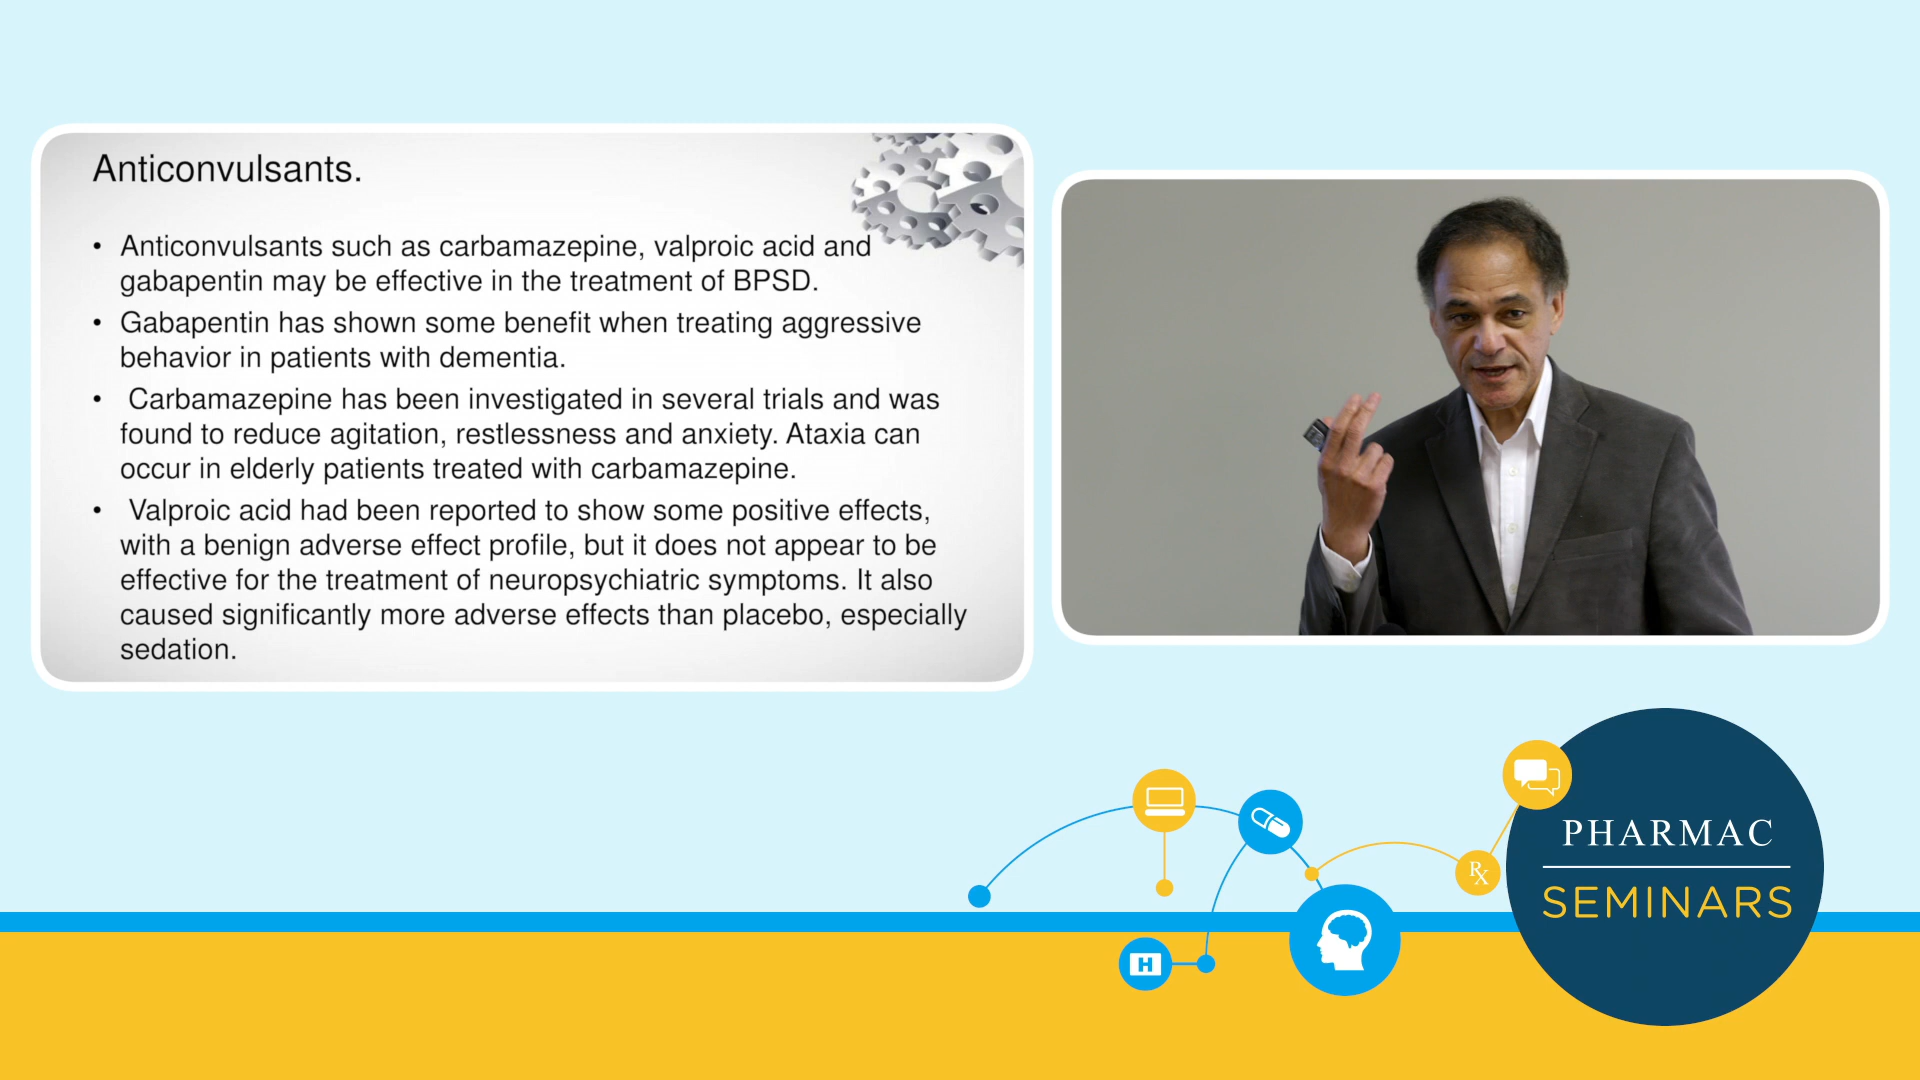 Anticonvulsants.
• Anticonvulsants such as carbamazepine, valproic acid and
gabapentin may be effective in the treatment of BPSD.
• Gabapentin has shown some benefit when treating aggressive
behavior in patients with dementia.
• Carbamazepine has been investigated in several trials and was
found to reduce agitation, restlessness and anxiety. Ataxia can
occur in elderly patients treated with carbamazepine.
• Valproic acid had been reported to show some positive effects,
with a benign adverse effect profile, but it does not appear to be
effective for the treatment of neuropsychiatric symptoms. It also
caused significantly more adverse effects than placebo, especially
sedation.
PHARMAC
SEMINARS
Rx
H